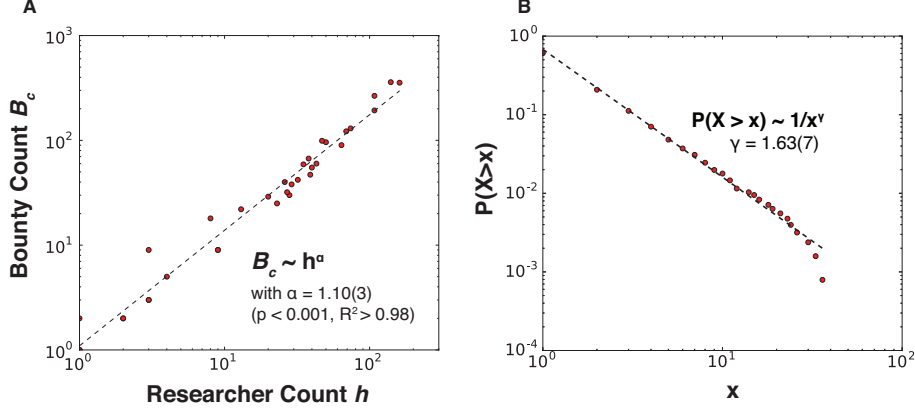 A
Bounty Count B_c
10^3
10^2
10^1
10^0
B_c ~ h^α
with α = 1.10(3)
(p < 0.001, R² > 0.98)
10^0 10^1 10^2
Researcher Count h
B
P(X>x)
10^0
10^-1
10^-2
10^-3
10^-4
P(X > x) ~ 1/x^γ
γ = 1.63(7)
10^0 10^1 10^2
x